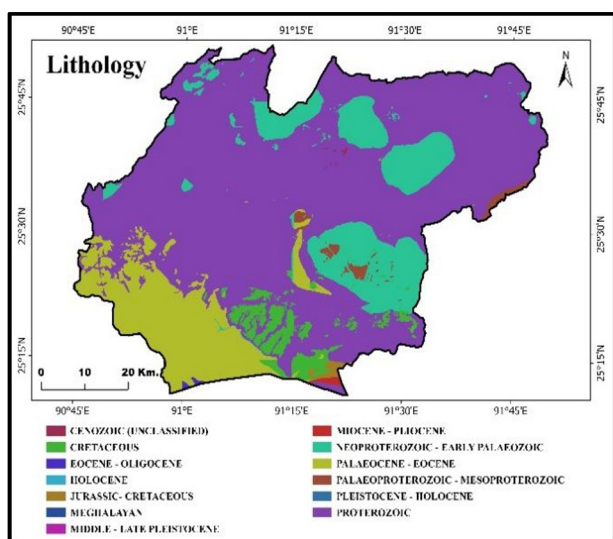 90°45'E 91°0'E 91°15'E 91°30'E 91°45'E
Lithology
N
25°45'N 25°45'N
25°30'N 25°30'N
25°15'N 25°15'N
0 10 20 Km.
90°45'E 91°0'E 91°15'E 91°30'E 91°45'E
CENOZOIC (UNCLASSIFIED)
CRETACEOUS
EOCENE - OLIGOCENE
HOLOCENE
JURASSIC- CRETACEOUS
MEGHALAYAN
MIDDLE - LATE PLEISTOCENE
MIOCENE - PLIOCENE
NEOPROTEROZOIC - EARLY PALAEOZOIC
PALAEOCENE - EOCENE
PALAEOPROTEROZOIC - MESOPROTEROZOIC
PLEISTOCENE - HOLOCENE
PROTEROZOIC